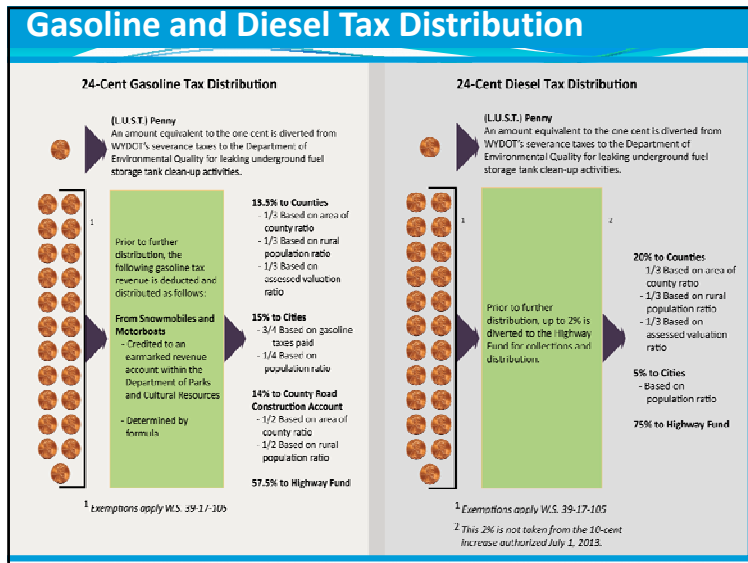 Gasoline and Diesel Tax Distribution
24-Cent Gasoline Tax Distribution
(L.U.S.T.) Penny
An amount equivalent to the one cent is diverted from
WYDOT's severance taxes to the Department of
Environmental Quality for leaking underground fuel
storage tank clean-up activities.
1
Prior to further
distribution, the
following gasoline tax
revenue is deducted and
distributed as follows:
From Snowmobiles and
Motorboats
- Credited to an
earmarked revenue
account within the
Department of Parks
and Cultural Resources
- Determined by
formula
13.5% to Counties
- 1/3 Based on area of
county ratio
- 1/3 Based on rural
population ratio
- 1/3 Based on
assessed valuation
ratio
15% to Cities
- 3/4 Based on gasoline
taxes paid
- 1/4 Based on
population ratio
14% to County Road
Construction Account
- 1/2 Based on area of
county ratio
- 1/2 Based on rural
population ratio
57.5% to Highway Fund
1 Exemptions apply W.S. 39-17-105
24-Cent Diesel Tax Distribution
(L.U.S.T.) Penny
An amount equivalent to the one cent is diverted from
WYDOT's severance taxes to the Department of
Environmental Quality for leaking underground fuel
storage tank clean-up activities.
1
2
Prior to further
distribution, up to 2% is
diverted to the Highway
Fund for collections and
distribution.
20% to Counties
1/3 Based on area of
county ratio
- 1/3 Based on rural
population ratio
- 1/3 Based on
assessed valuation
ratio
5% to Cities
- Based on
population ratio
75% to Highway Fund
1 Exemptions apply W.S. 39-17-105
2 This 2% is not taken from the 10-cent
increase authorized July 1, 2013.